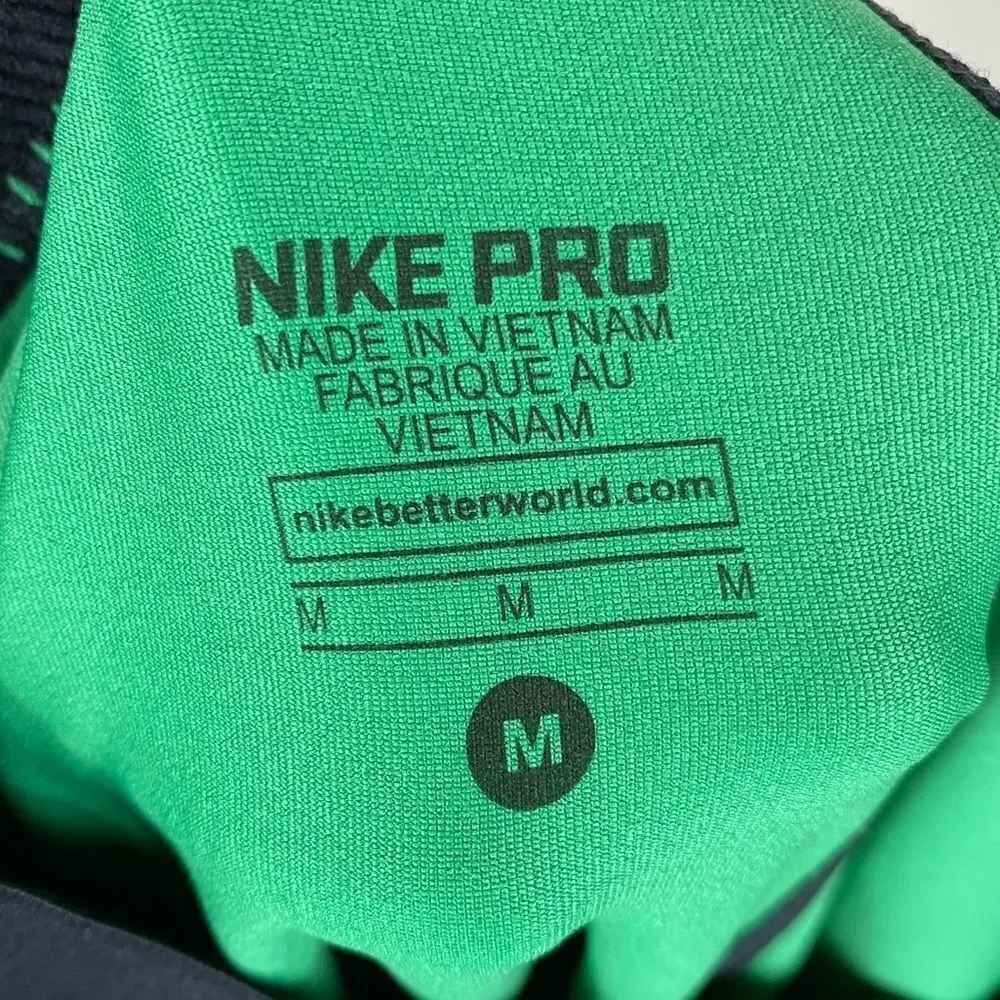 NIKE PRO
MADE IN VIETNAM
FABRIQUE AU
VIETNAM
nikebetterworld.com
M M M
M